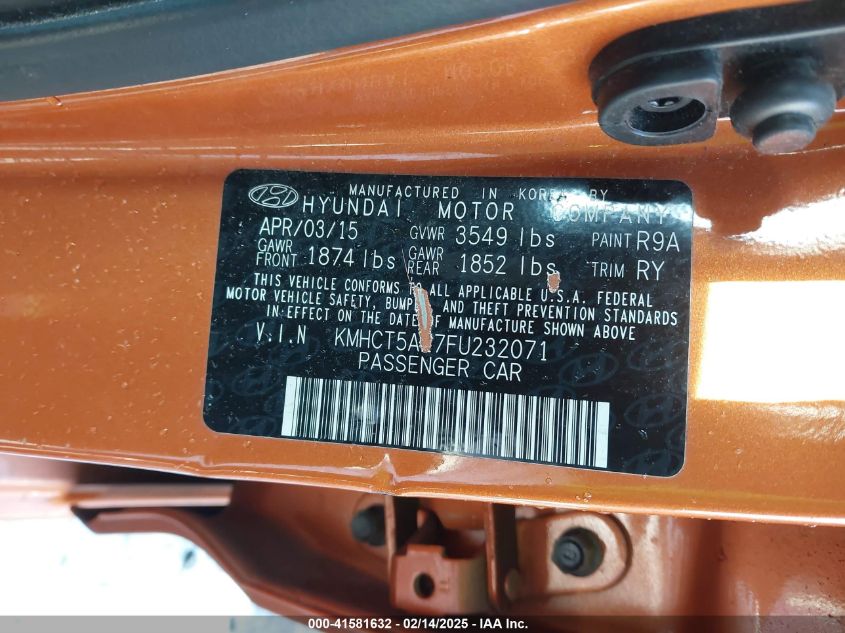 MANUFACTURED IN KOREA BY
HYUNDAI MOTOR COMPANY
APR/03/15 GVWR 3549 lbs PAINT R9A
GAWR FRONT 1874 lbs GAWR REAR 1852 lbs TRIM RY
THIS VEHICLE CONFORMS TO ALL APPLICABLE U.S.A. FEDERAL
MOTOR VEHICLE SAFETY, AND THEFT PREVENTION STANDARDS
IN EFFECT ON THE DATE OF MANUFACTURE SHOWN ABOVE
V.I.N
PASSENGER CAR
000-41581632 - 02/14/2025 - IAA Inc.